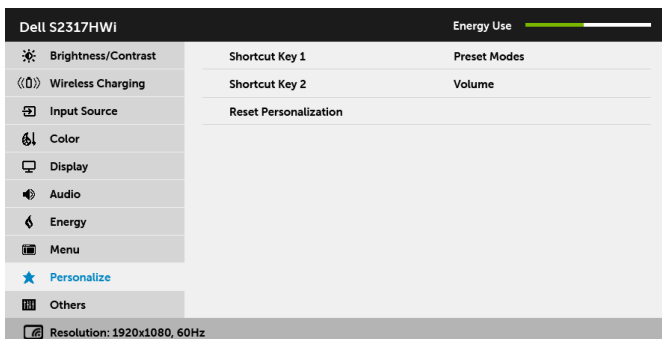 Dell S2317HWi Energy Use
Brightness/Contrast Shortcut Key 1 Preset Modes
Wireless Charging Shortcut Key 2 Volume
Input Source Reset Personalization
Color
Display
Audio
Energy
Menu
Personalize
Others
Resolution: 1920x1080, 60Hz